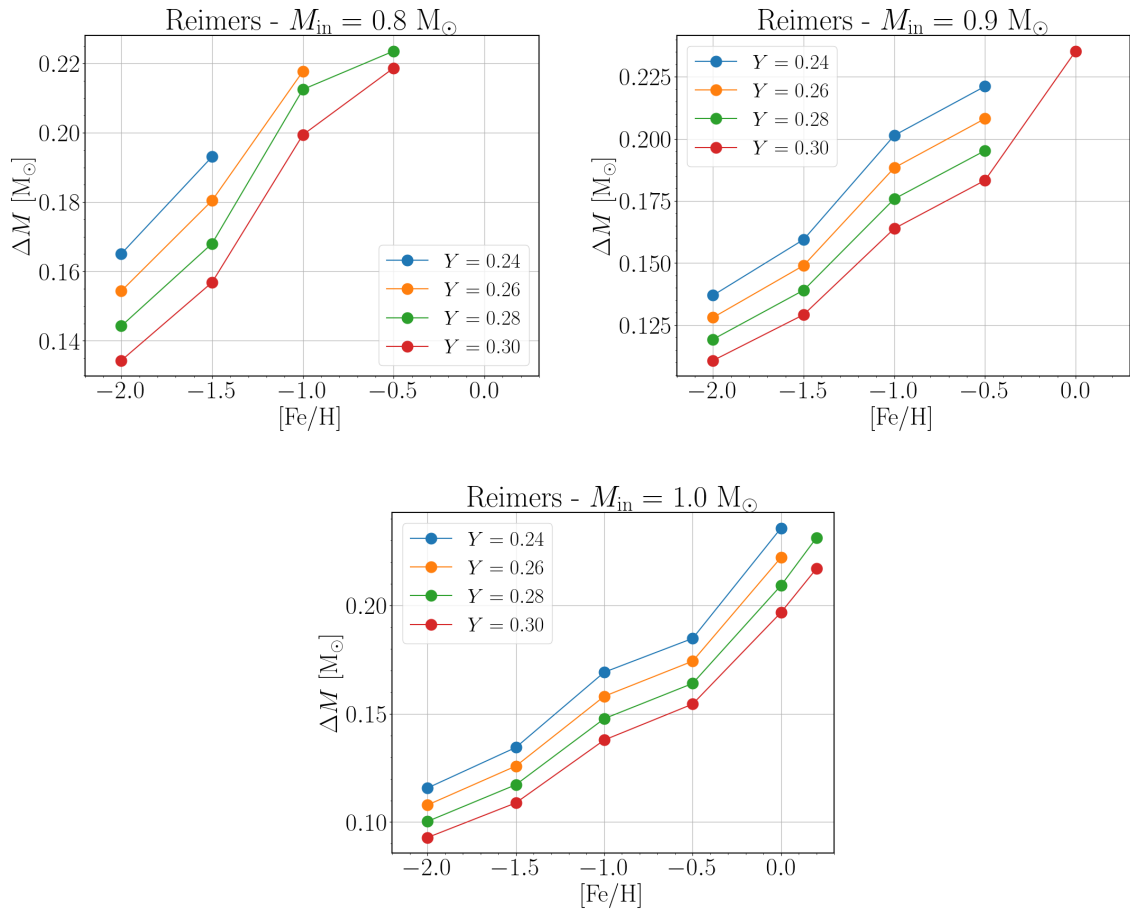 Reimers - M_in = 0.8 M_⊙
ΔM [M_⊙]
0.22
0.20
0.18
0.16
0.14
Y = 0.24
Y = 0.26
Y = 0.28
Y = 0.30
−2.0 −1.5 −1.0 −0.5 0.0
[Fe/H]
Reimers - M_in = 0.9 M_⊙
ΔM [M_⊙]
0.225
0.200
0.175
0.150
0.125
Y = 0.24
Y = 0.26
Y = 0.28
Y = 0.30
−2.0 −1.5 −1.0 −0.5 0.0
[Fe/H]
Reimers - M_in = 1.0 M_⊙
ΔM [M_⊙]
0.20
0.15
0.10
Y = 0.24
Y = 0.26
Y = 0.28
Y = 0.30
−2.0 −1.5 −1.0 −0.5 0.0
[Fe/H]